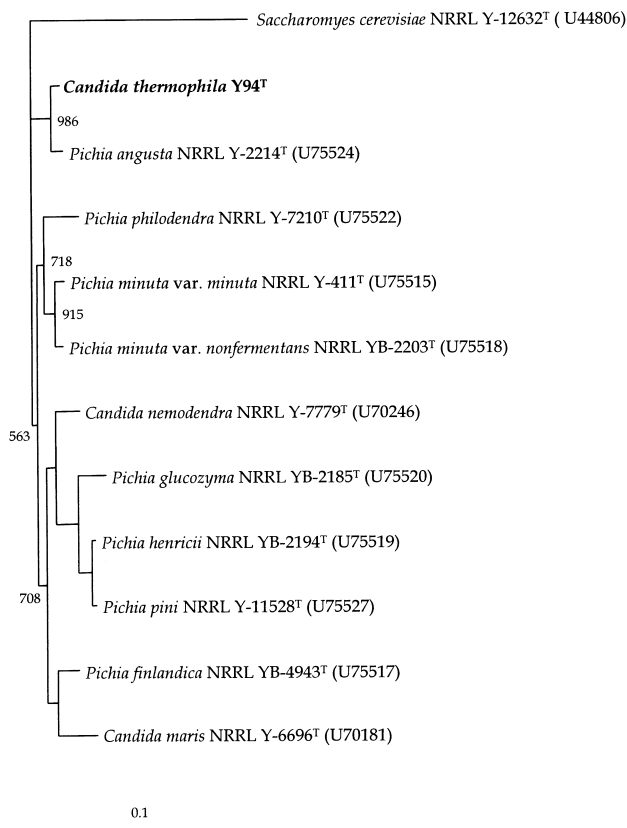 Saccharomyes cerevisiae NRRL Y-12632ᵀ ( U44806)
Candida thermophila Y94ᵀ
986
Pichia angusta NRRL Y-2214ᵀ (U75524)
Pichia philodendra NRRL Y-7210ᵀ (U75522)
718
Pichia minuta var. minuta NRRL Y-411ᵀ (U75515)
915
Pichia minuta var. nonfermentans NRRL YB-2203ᵀ (U75518)
Candida nemodendra NRRL Y-7779ᵀ (U70246)
563
Pichia glucozyma NRRL YB-2185ᵀ (U75520)
Pichia henricii NRRL YB-2194ᵀ (U75519)
708
Pichia pini NRRL Y-11528ᵀ (U75527)
Pichia finlandica NRRL YB-4943ᵀ (U75517)
Candida maris NRRL Y-6696ᵀ (U70181)
0.1